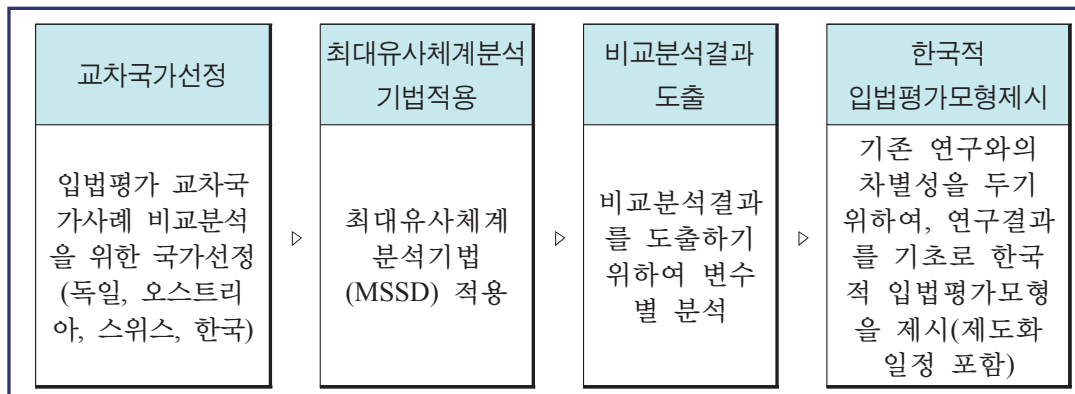 교차국가선정
입법평가 교차국
가사례 비교분석
을 위한 국가선정
(독일, 오스트리
아, 스위스, 한국)
최대유사체계분석
기법적용
최대유사체계
분석기법
(MSSD) 적용
비교분석결과
도출
비교분석결과
를 도출하기
위하여 변수
별 분석
한국적
입법평가모형제시
기존 연구와의
차별성을 두기
위하여, 연구결과
를 기초로 한국
적 입법평가모형
을 제시(제도화
일정 포함)